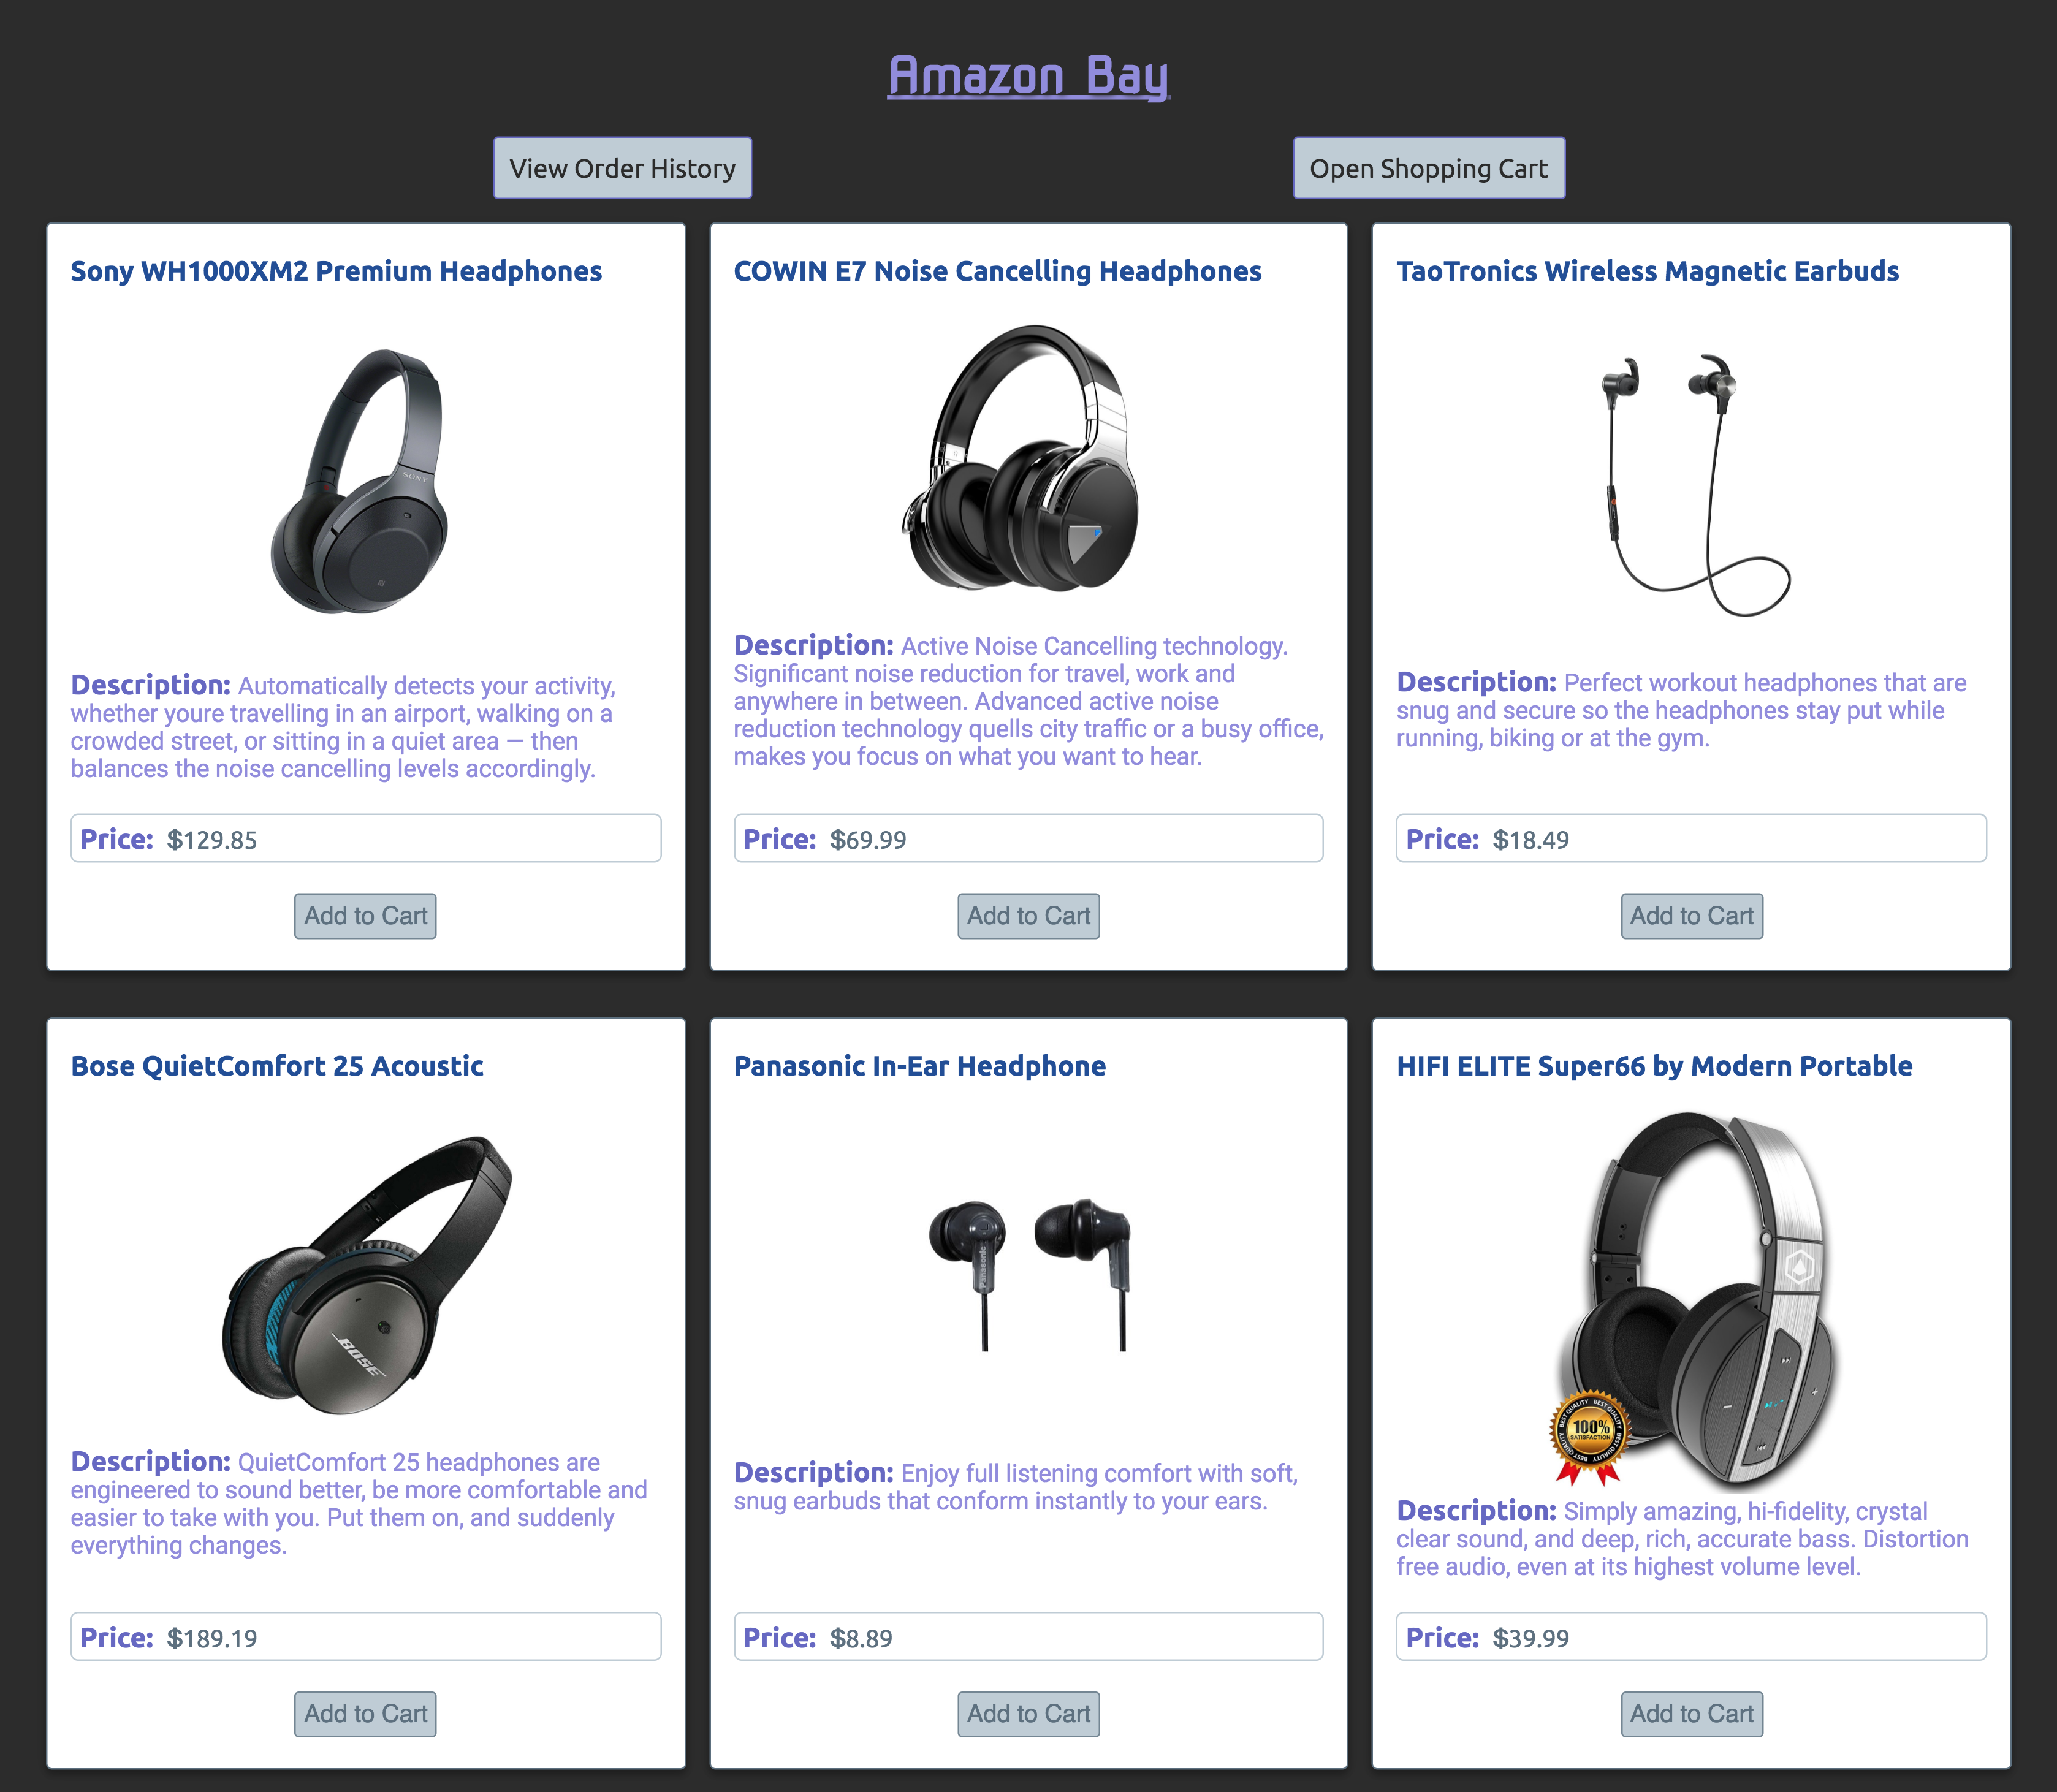 Amazon Bay
View Order History
Open Shopping Cart
Sony WH1000XM2 Premium Headphones
SONY
Description: Automatically detects your activity,
whether youre travelling in an airport, walking on a
crowded street, or sitting in a quiet area — then
balances the noise cancelling levels accordingly.
Price: $129.85
Add to Cart
COWIN E7 Noise Cancelling Headphones
Description: Active Noise Cancelling technology.
Significant noise reduction for travel, work and
anywhere in between. Advanced active noise
reduction technology quells city traffic or a busy office,
makes you focus on what you want to hear.
Price: $69.99
Add to Cart
TaoTronics Wireless Magnetic Earbuds
Description: Perfect workout headphones that are
snug and secure so the headphones stay put while
running, biking or at the gym.
Price: $18.49
Add to Cart
Bose QuietComfort 25 Acoustic
BOSE
Description: QuietComfort 25 headphones are
engineered to sound better, be more comfortable and
easier to take with you. Put them on, and suddenly
everything changes.
Price: $189.19
Add to Cart
Panasonic In-Ear Headphone
Panasonic
Description: Enjoy full listening comfort with soft,
snug earbuds that conform instantly to your ears.
Price: $8.89
Add to Cart
HIFI ELITE Super66 by Modern Portable
BEST QUALITY BEST QUALITY
100%
SATISFACTION
BEST QUALITY BEST QUALITY
Description: Simply amazing, hi-fidelity, crystal
clear sound, and deep, rich, accurate bass. Distortion
free audio, even at its highest volume level.
Price: $39.99
Add to Cart